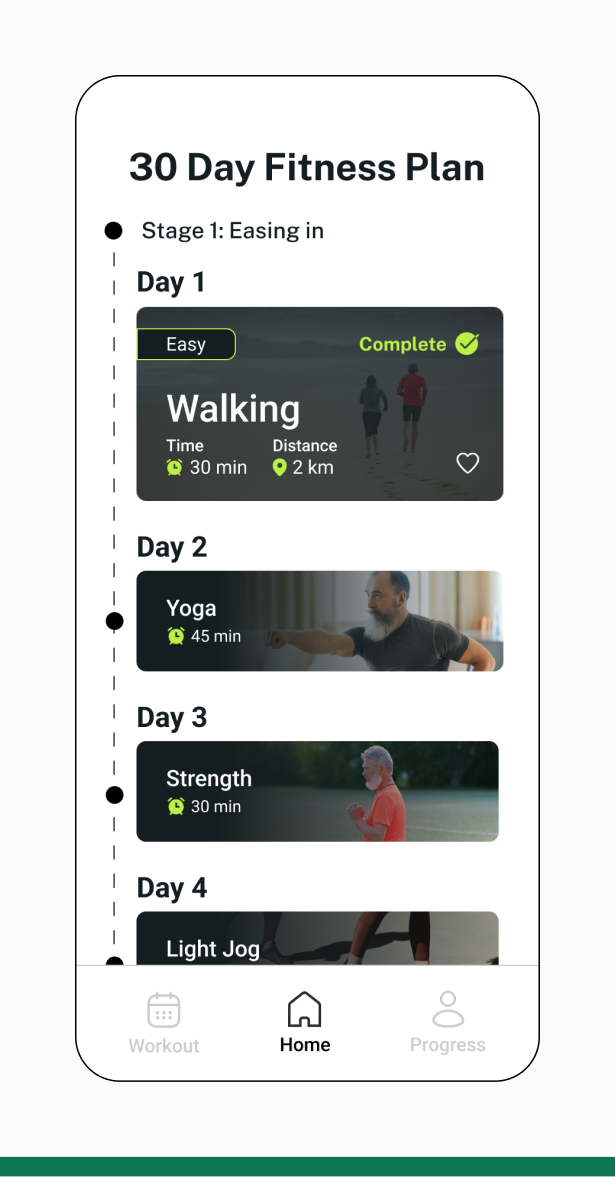 30 Day Fitness Plan
Stage 1: Easing in
Day 1
Easy
Complete
Walking
Time Distance
30 min 2 km
Day 2
Yoga
45 min
Day 3
Strength
30 min
Day 4
Light Jog
Workout Home Progress